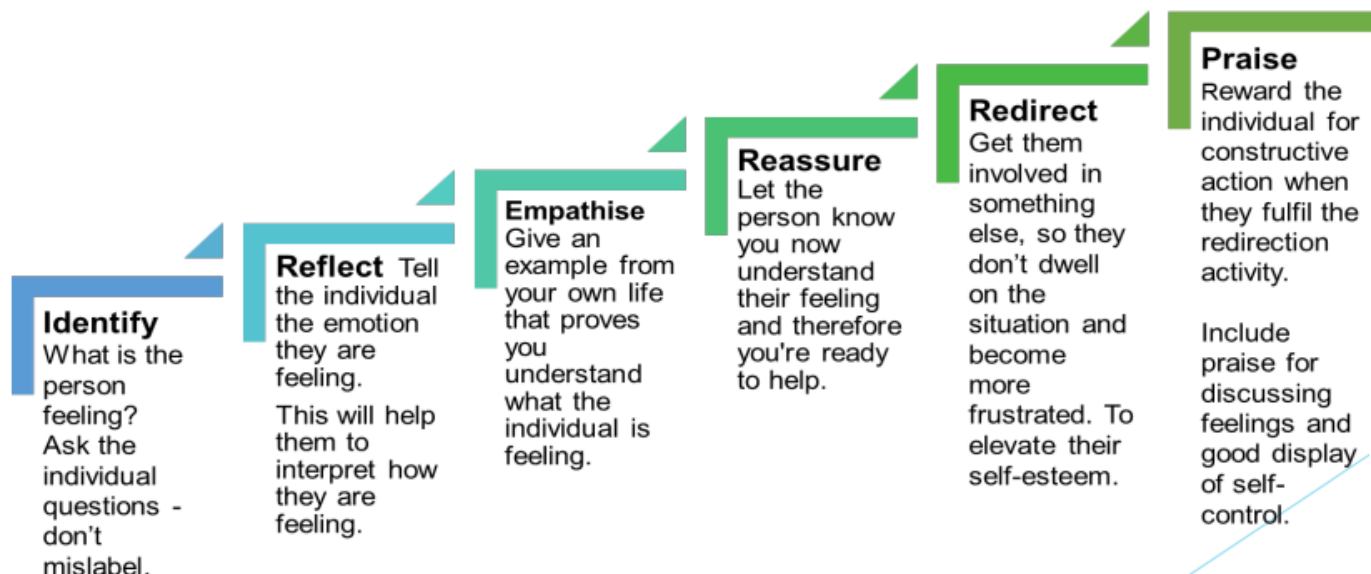 Identify
What is the
person
feeling?
Ask the
individual
questions -
don't
mislabel.
Reflect Tell
the individual
the emotion
they are
feeling.
This will help
them to
interpret how
they are
feeling.
Empathise
Give an
example from
your own life
that proves
you
understand
what the
individual is
feeling.
Reassure
Let the
person know
you now
understand
their feeling
and therefore
you're ready
to help.
Redirect
Get them
involved in
something
else, so they
don't dwell
on the
situation and
become
more
frustrated. To
elevate their
self-esteem.
Praise
Reward the
individual for
constructive
action when
they fulfil the
redirection
activity.
Include
praise for
discussing
feelings and
good display
of self-
control.